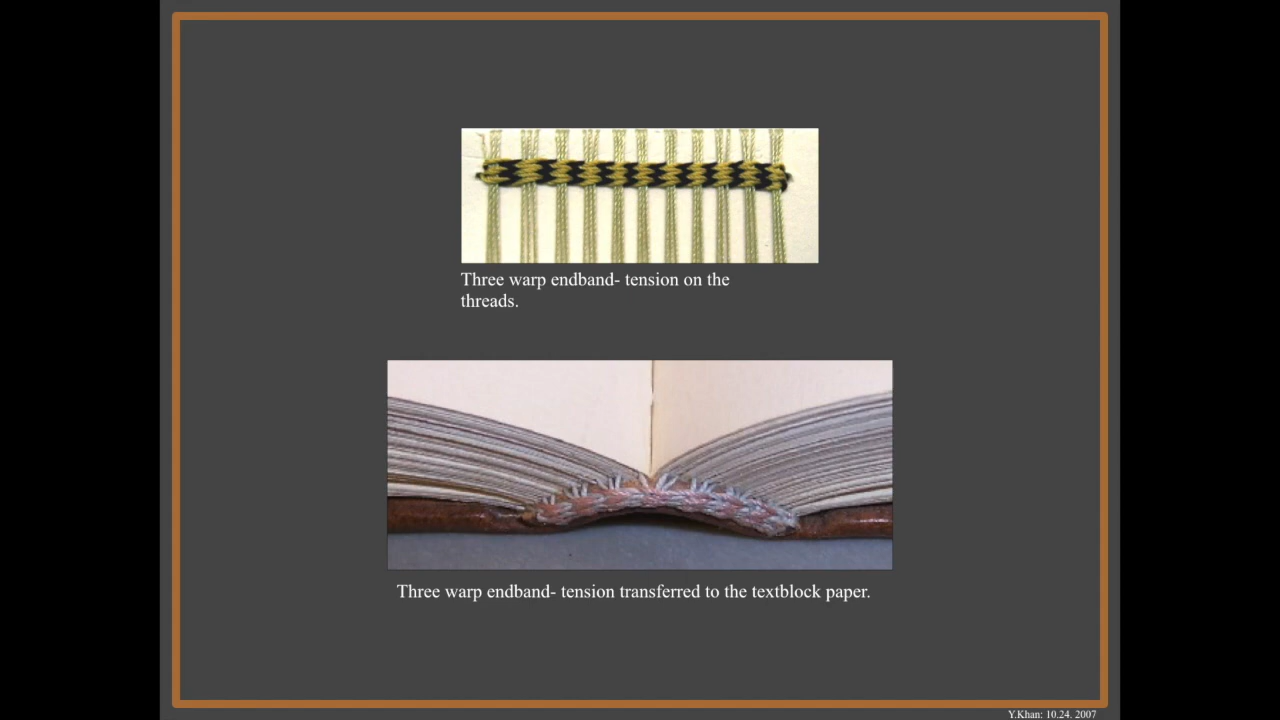 Three warp endband- tension on the
threads.
Three warp endband- tension transferred to the textblock paper.
Y.Khan: 10.24. 2007